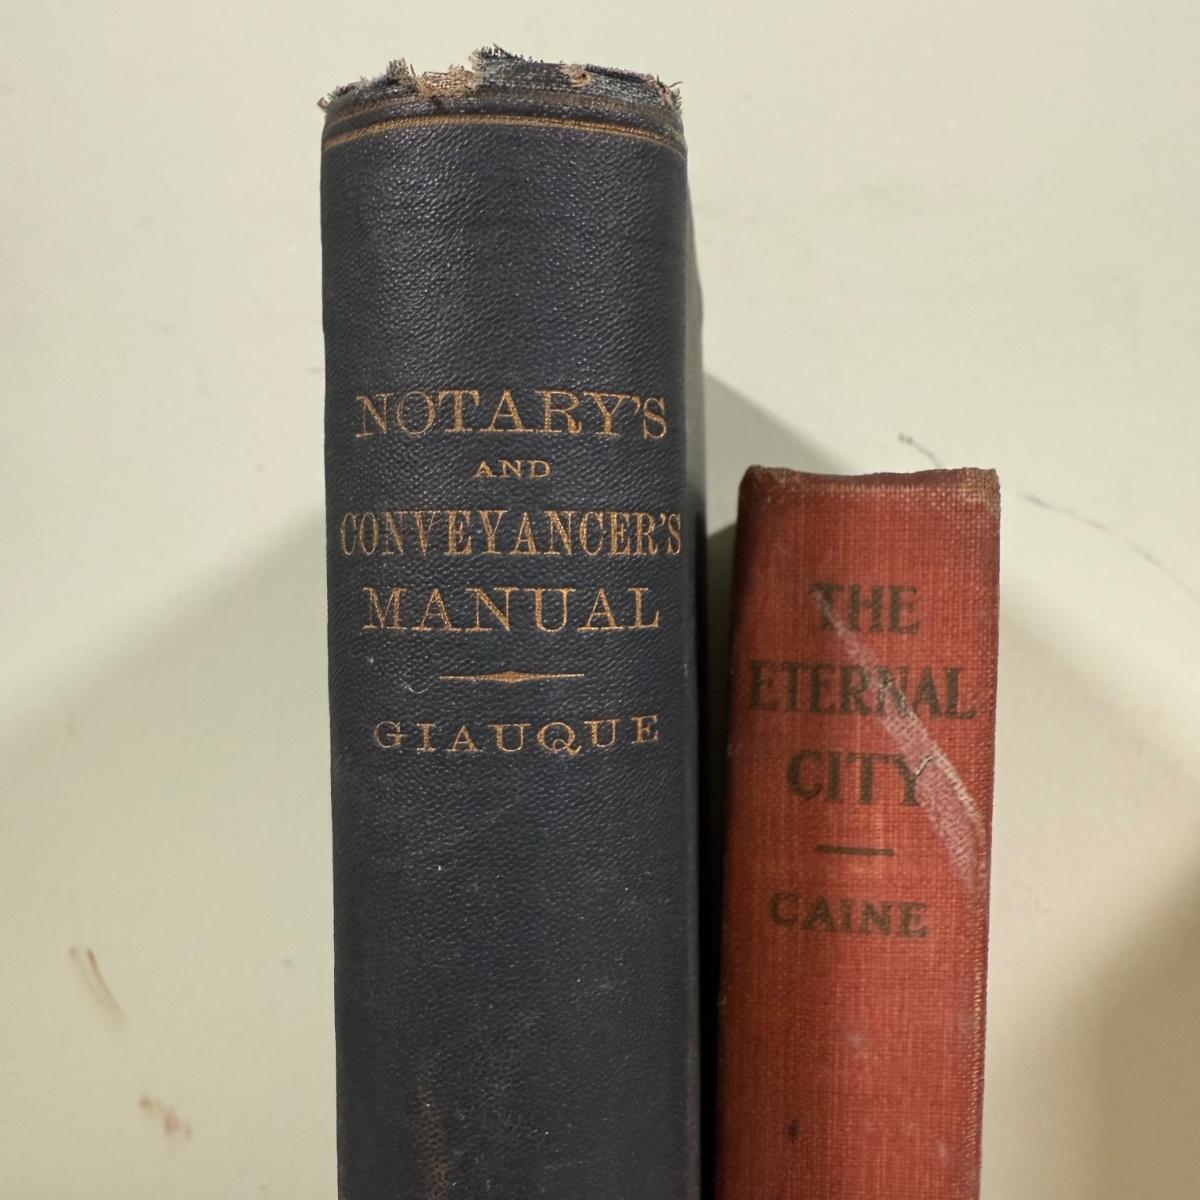 NOTARY'S
AND
CONVEYANCER'S
MANUAL
GIAUQUE
THE
ETERNAL
CITY
CAINE